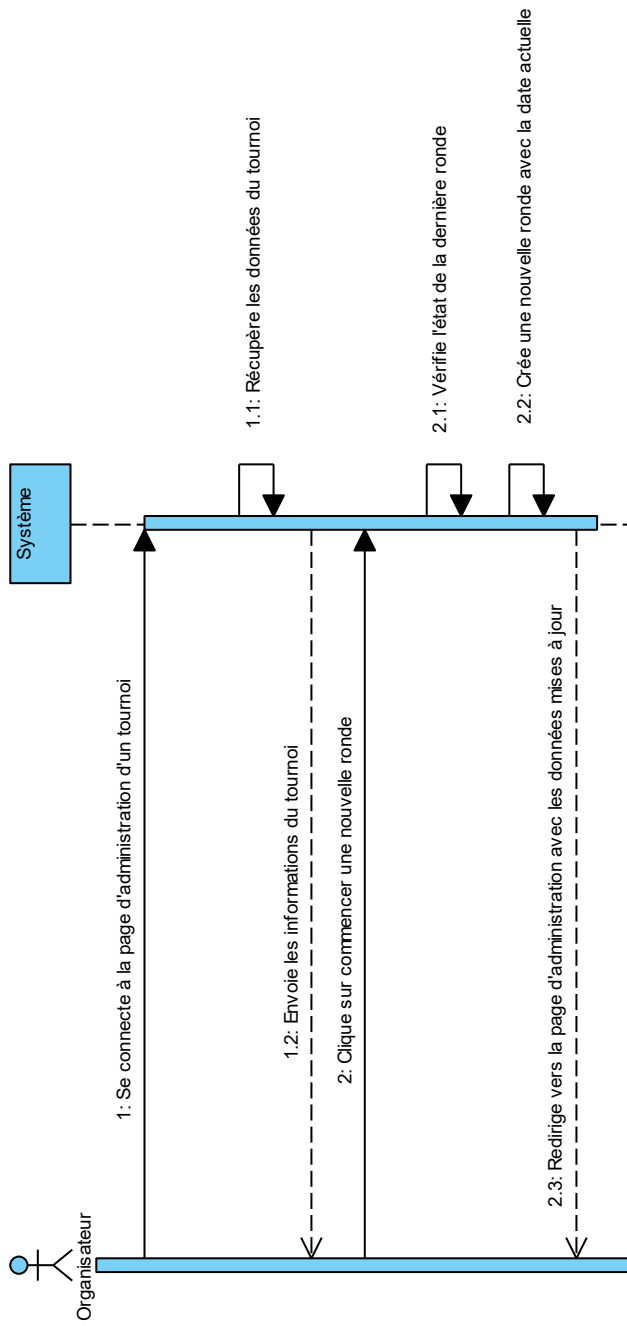 Organisateur
Système
1: Se connecte à la page d'administration d'un tournoi
1.1: Récupère les données du tournoi
1.2: Envoie les informations du tournoi
2: Clique sur commencer une nouvelle ronde
2.1: Vérifie l'état de la dernière ronde
2.2: Crée une nouvelle ronde avec la date actuelle
2.3: Redirige vers la page d'administration avec les données mises à jour